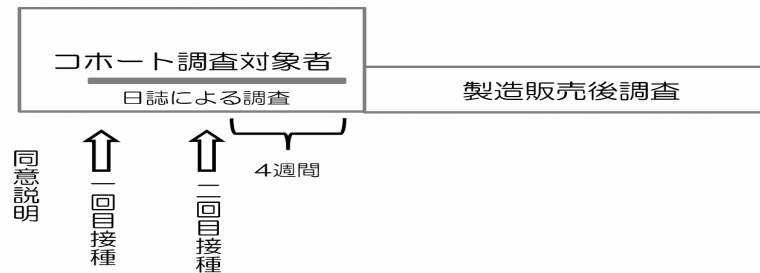 コホート調査対象者
日誌による調査
製造販売後調査
4週間
同意説明
一回目接種
二回目接種